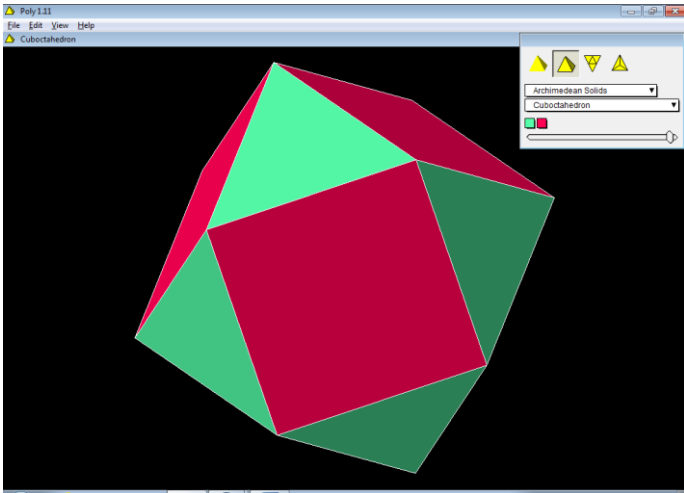 Poly 1.11
File Edit View Help
Cuboctahedron
Archimedean Solids
Cuboctahedron